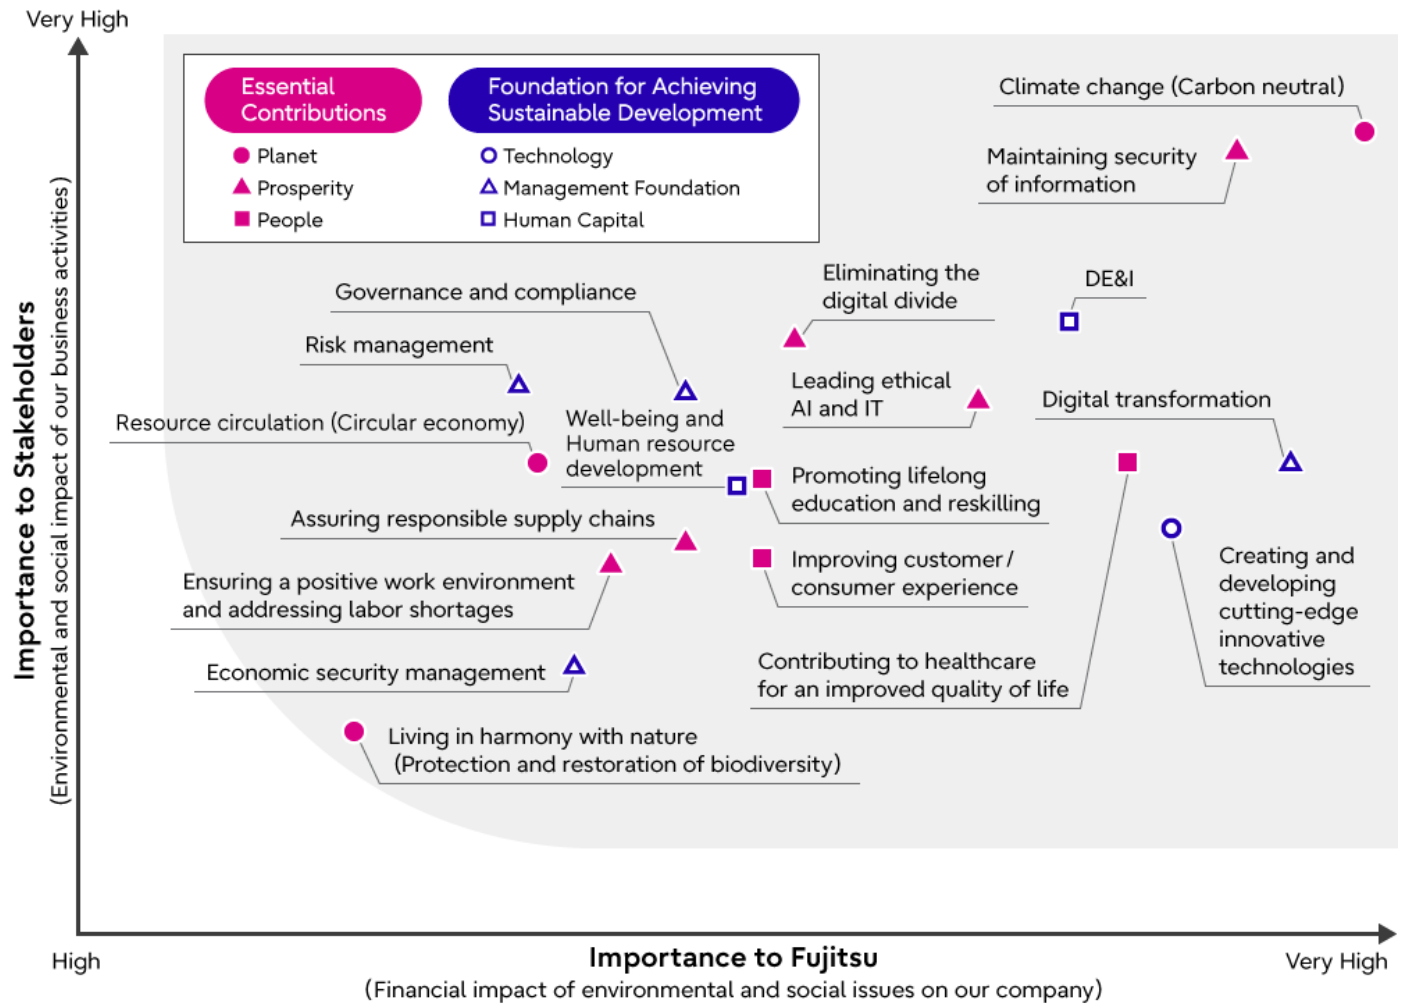 Very High
Essential
Contributions
Planet
Prosperity
People
Foundation for Achieving
Sustainable Development
Technology
Management Foundation
Human Capital
Climate change (Carbon neutral)
Maintaining security
of information
Eliminating the
digital divide
DE&I
Governance and compliance
Risk management
Leading ethical
AI and IT
Digital transformation
Resource circulation (Circular economy)
Well-being and
Human resource
development
Promoting lifelong
education and reskilling
Assuring responsible supply chains
Improving customer/
consumer experience
Creating and
developing
cutting-edge
innovative
technologies
Ensuring a positive work environment
and addressing labor shortages
Economic security management
Contributing to healthcare
for an improved quality of life
Living in harmony with nature
(Protection and restoration of biodiversity)
Importance to Stakeholders
(Environmental and social impact of our business activities)
High
Importance to Fujitsu
Very High
(Financial impact of environmental and social issues on our company)